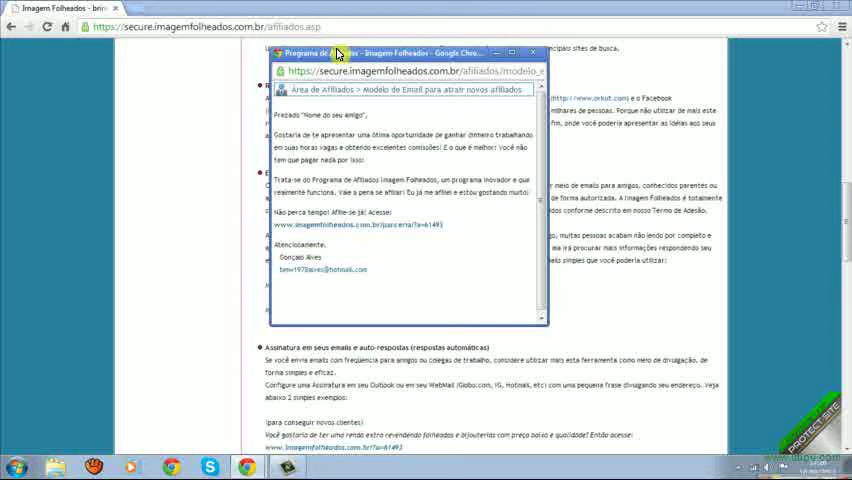 Imagem Folheados - brin
https://secure.imagemfolheados.com.br/afiliados.asp
Programa de Afiliados - Imagem Folheados - Google Chro...
https://secure.imagemfolheados.com.br/afiliados/modelo_e
Área de Afiliados > Modelo de Email para atrair novos afiliados
Prezado "Nome do seu amigo",
Gostaria de te apresentar uma ótima oportunidade de ganhar dinheiro trabalhando
em suas horas vagas e obtendo excelentes comissões! E o que é melhor: Você não
tem que pagar nada por isso!
Trata-se do Programa de Afiliados Imagem Folheados, um programa inovador e que
realmente funciona. Vale a pena se afiliar! Eu já me afiliei e estou gostando muito!
Não perca tempo! Afilie-se já! Acesse:
www.imagemfolheados.com.br/parceria/?a=61493
Atenciosamente,
Gonçalo Alves
bmw1978alves@hotmail.com
ncipais sites de busca.
(http://www.orkut.com) e o Facebook
milhares de pessoas. Porque não utilizar de mais este
fim, onde você poderia apresentar as idéias aos seus
meio de emails para amigos, conhecidos parentes ou
de forma autorizada. A Imagem Folheados é totalmente
dos conforme descrito em nosso Termo de Adesão.
go, muitas pessoas acabam não lendo por completo e
ma irá procurar mais informações respondendo seu
mails simples que você poderia utilizar:
Assinatura em seus emails e auto-respostas (respostas automáticas)
Se você envia emails com freqüência para amigos ou colegas de trabalho, considere utilizar mais esta ferramenta como meio de divulgação, de
forma simples e eficaz.
Configure uma Assinatura em seu Outlook ou em seu WebMail (Globo.com, IG, Hotmail, etc) com uma pequena frase divulgando seu endereço. Veja
abaixo 2 simples exemplos:
(para conseguir novos clientes)
Você gostaria de ter uma renda extra revendendo folheados e bijouterias com preço baixo e qualidade? Então acesse:
www.imagemfolheados.com.br/?a=61493
PROTECT SITE